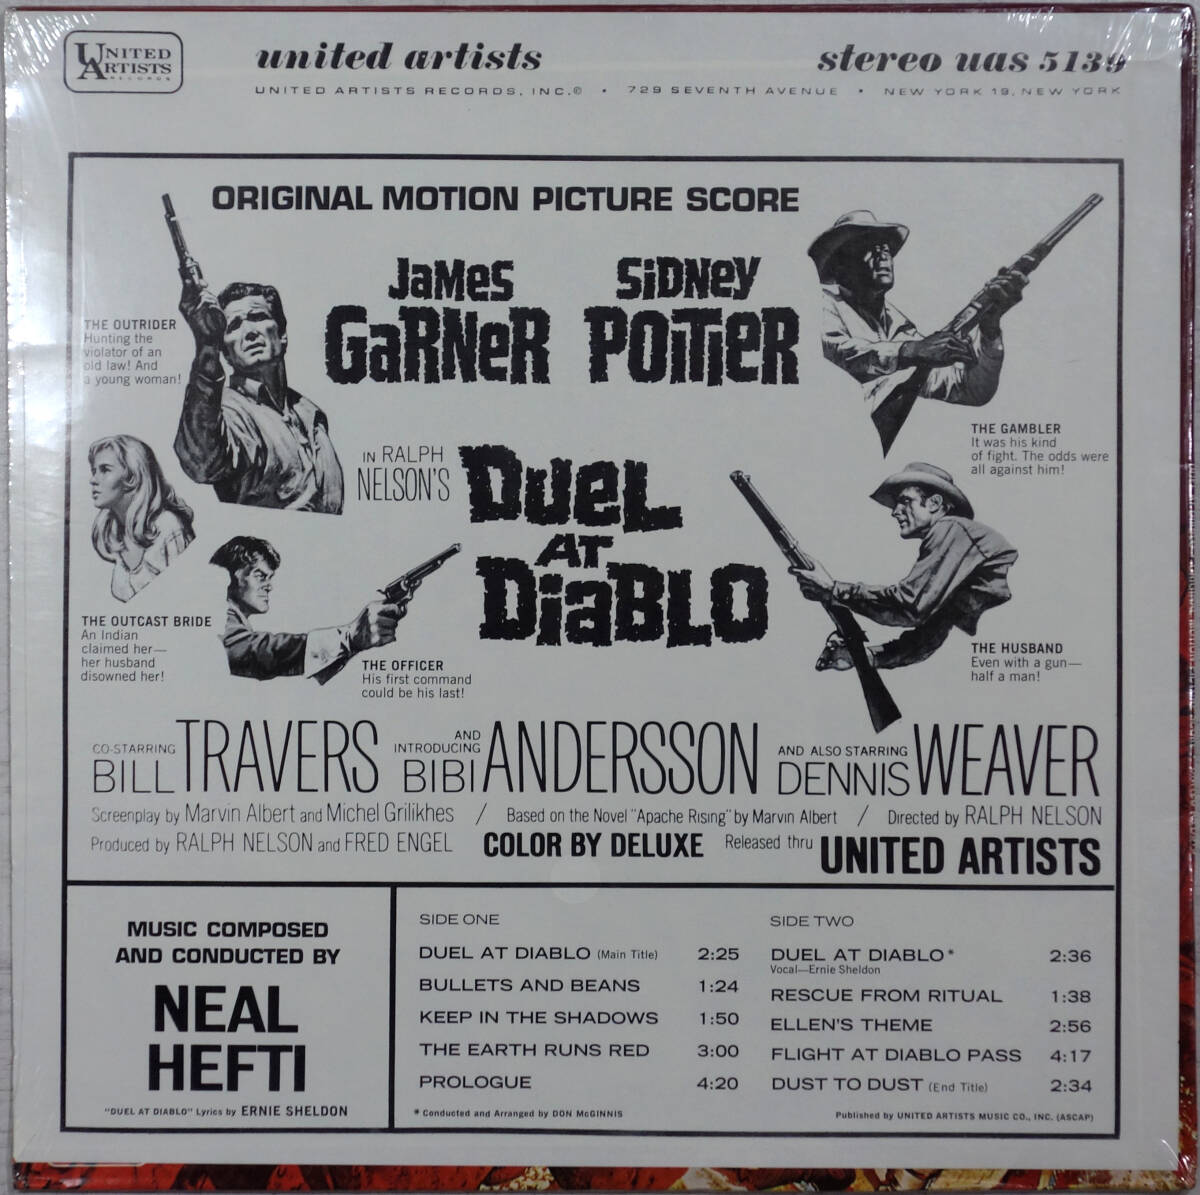 UNITED
ARTISTS
RECORDS
united artists
stereo uas 5139
UNITED ARTISTS RECORDS, INC.® • 729 SEVENTH AVENUE • NEW YORK 19, NEW YORK
ORIGINAL MOTION PICTURE SCORE
JaMeS
GaRNeR
SiDNey
POiTieR
THE OUTRIDER
Hunting the
violator of an
old law! And
a young woman!
THE GAMBLER
It was his kind
of fight. The odds were
all against him!
IN RALPH
NELSON'S
DueL
AT
DiaBLO
THE OUTCAST BRIDE
An Indian
claimed her—
her husband
disowned her!
THE OFFICER
His first command
could be his last!
THE HUSBAND
Even with a gun—
half a man!
CO-STARRING
BILL TRAVERS
AND
INTRODUCING
BIBI ANDERSSON
AND ALSO STARRING
DENNIS WEAVER
Screenplay by Marvin Albert and Michel Grilikhes / Based on the Novel "Apache Rising" by Marvin Albert / Directed by RALPH NELSON
Produced by RALPH NELSON and FRED ENGEL COLOR BY DELUXE Released thru UNITED ARTISTS
MUSIC COMPOSED
AND CONDUCTED BY
NEAL
HEFTI
"DUEL AT DIABLO" Lyrics by ERNIE SHELDON
SIDE ONE
DUEL AT DIABLO (Main Title) 2:25
BULLETS AND BEANS 1:24
KEEP IN THE SHADOWS 1:50
THE EARTH RUNS RED 3:00
PROLOGUE 4:20
* Conducted and Arranged by DON McGINNIS
SIDE TWO
DUEL AT DIABLO* 2:36
Vocal—Ernie Sheldon
RESCUE FROM RITUAL 1:38
ELLEN'S THEME 2:56
FLIGHT AT DIABLO PASS 4:17
DUST TO DUST (End Title) 2:34
Published by UNITED ARTISTS MUSIC CO., INC. (ASCAP)